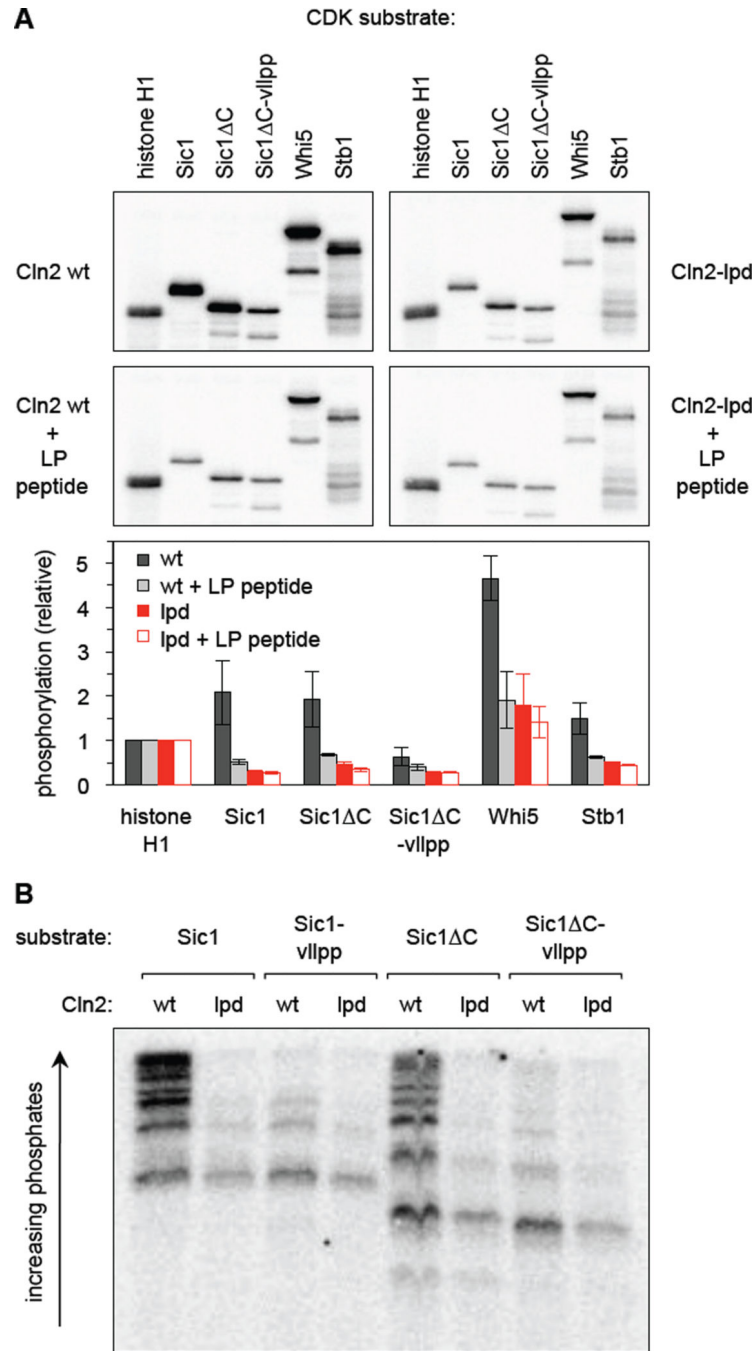 A
CDK substrate:
histone H1
Sic1
Sic1ΔC
Sic1ΔC-vllpp
Whi5
Stb1
histone H1
Sic1
Sic1ΔC
Sic1ΔC-vllpp
Whi5
Stb1
Cln2 wt
Cln2-lpd
Cln2 wt
+
LP
peptide
Cln2-lpd
+
LP
peptide
phosphorylation (relative)
5
4
3
2
1
0
wt
wt + LP peptide
lpd
lpd + LP peptide
histone
H1
Sic1
Sic1ΔC
Sic1ΔC
-vllpp
Whi5
Stb1
B
substrate:
Sic1
Sic1-
vllpp
Sic1ΔC
Sic1ΔC-
vllpp
Cln2:
wt
lpd
wt
lpd
wt
lpd
wt
lpd
increasing phosphates